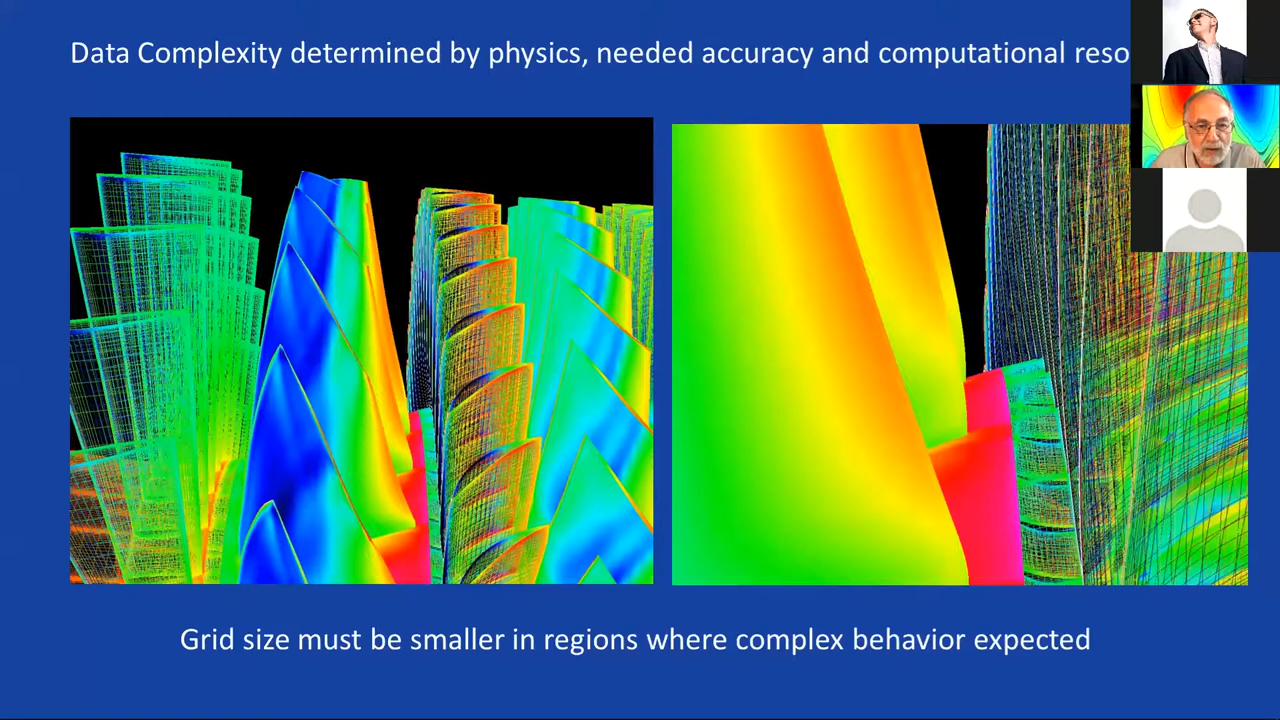 Data Complexity determined by physics, needed accuracy and computational reso
Grid size must be smaller in regions where complex behavior expected